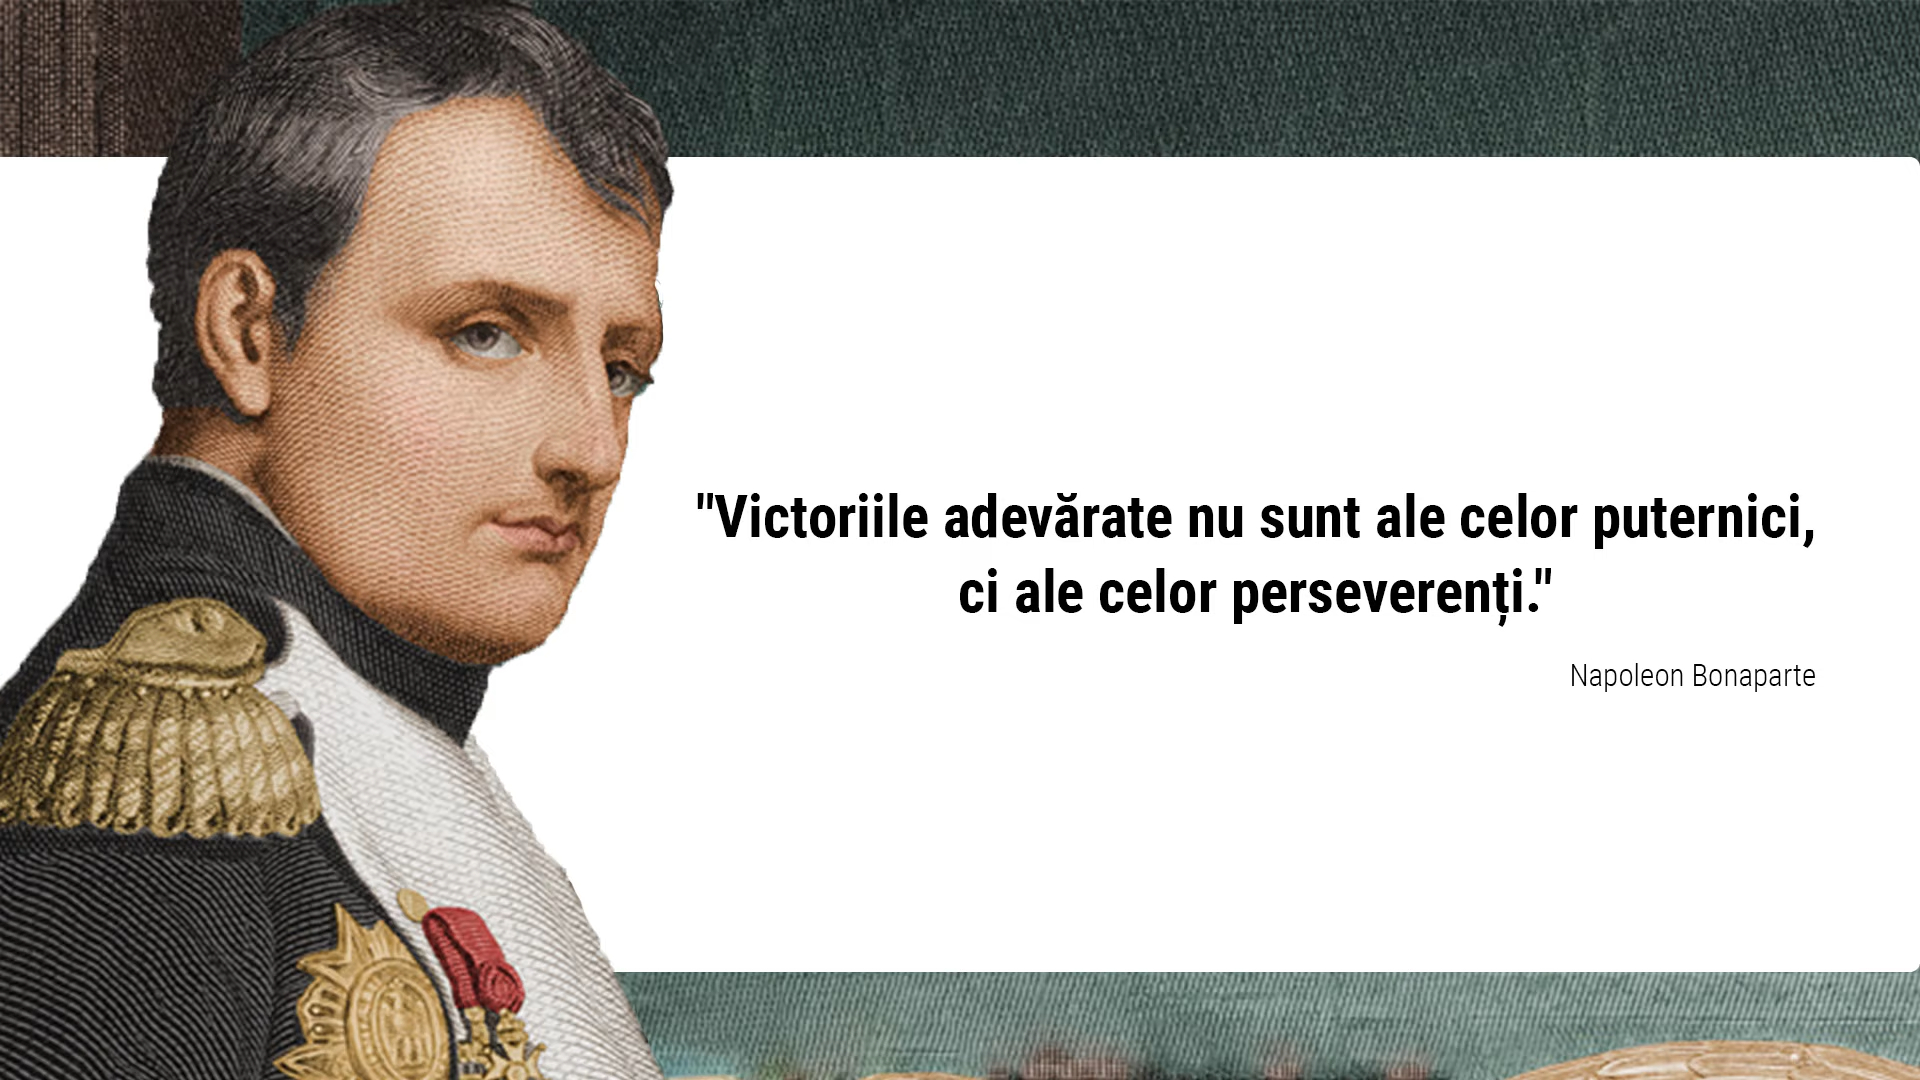 "Victoriile adevărate nu sunt ale celor puternici,
ci ale celor perseverenți."
Napoleon Bonaparte